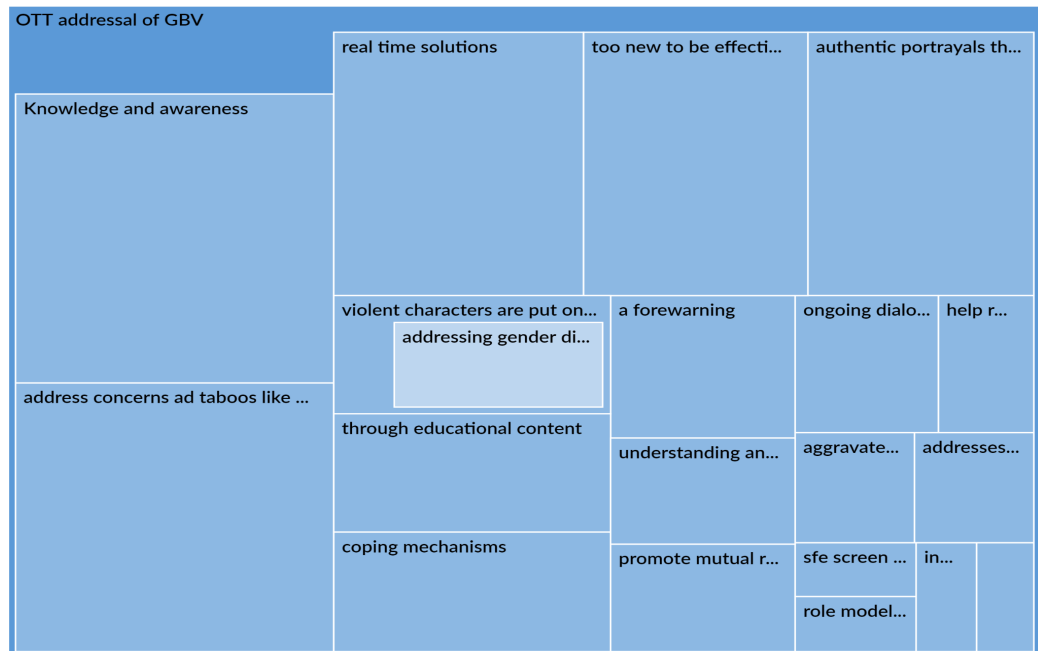 OTT addressal of GBV
Knowledge and awareness
address concerns ad taboos like ...
real time solutions
too new to be effecti...
authentic portrayals th...
violent characters are put on...
addressing gender di...
through educational content
coping mechanisms
a forewarning
understanding an...
promote mutual r...
ongoing dialo...
help r...
aggravate...
addresses...
sfe screen ...
role model...
in...